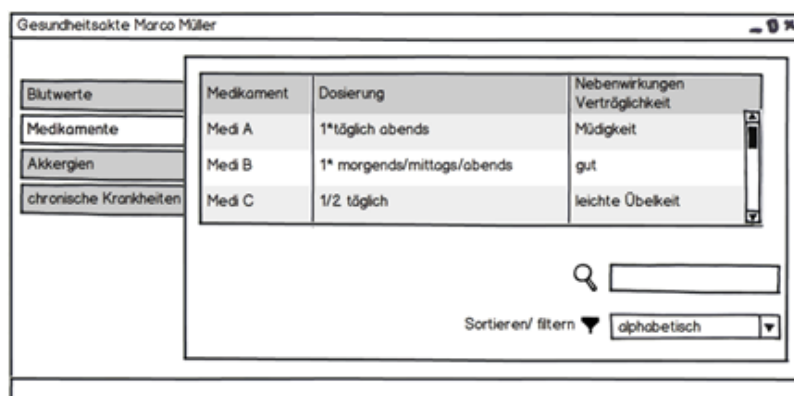 Gesundheitsakte Marco Müller
Blutwerte
Medikamente
Akkergien
chronische Krankheiten
Medikament Dosierung Nebenwirkungen
Verträglichkeit
Medi A 1*täglich abends Müdigkeit
Medi B 1* morgends/mittags/abends gut
Medi C 1/2 täglich leichte Übelkeit
Sortieren/ filtern alphabetisch